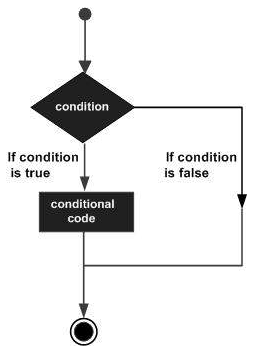 condition
If condition
is true
If condition
is false
conditional
code